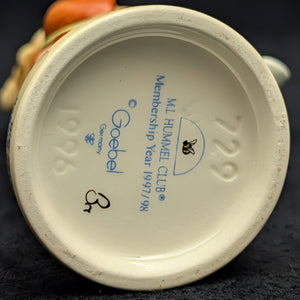 M.I. HUMMEL CLUB®
Membership Year 1997/98
© Goebel
Germany
729
1996